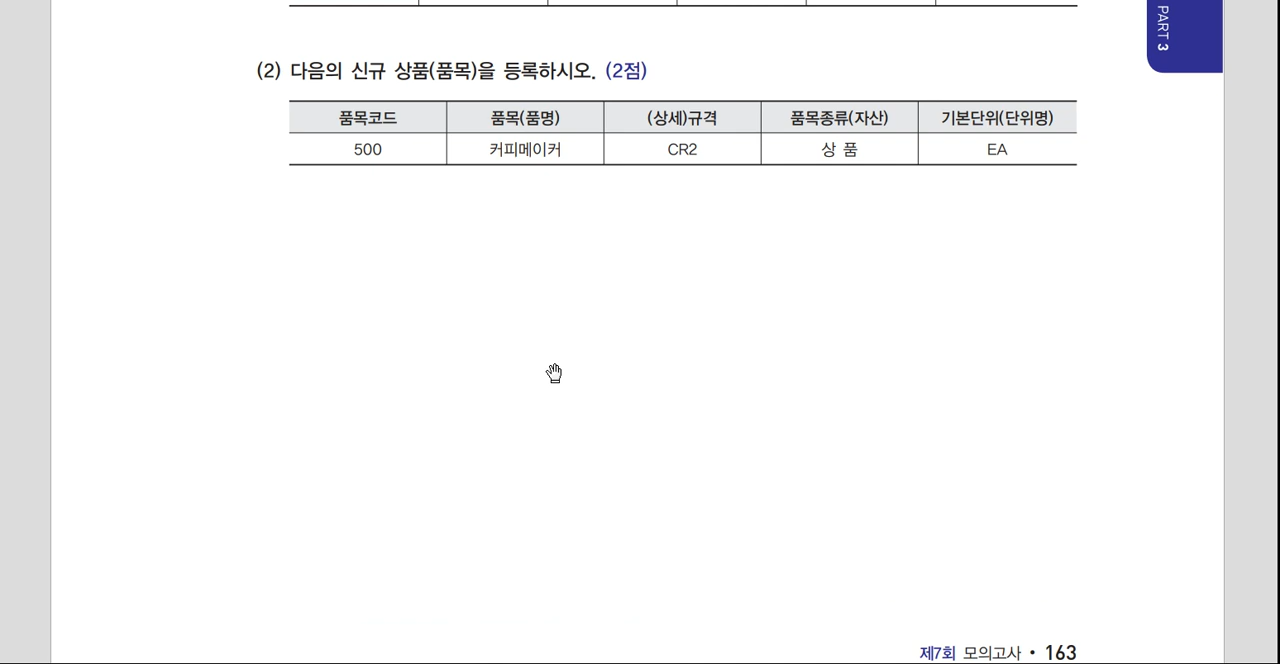 PART 3
(2) 다음의 신규 상품(품목)을 등록하시오. (2점)
품목코드 품목(품명) (상세)규격 품목종류(자산) 기본단위(단위명)
500 커피메이커 CR2 상 품 EA
제7회 모의고사 • 163